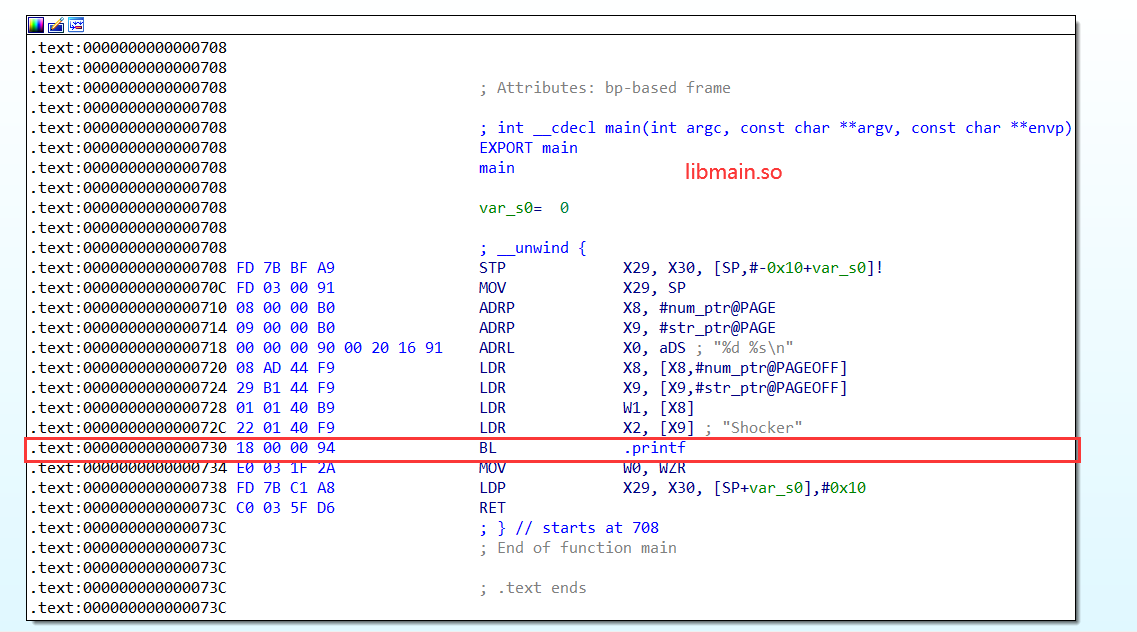 .text:0000000000000708
.text:0000000000000708
.text:0000000000000708 ; Attributes: bp-based frame
.text:0000000000000708
.text:0000000000000708 ; int __cdecl main(int argc, const char **argv, const char **envp)
.text:0000000000000708 EXPORT main
.text:0000000000000708 main
libmain.so
.text:0000000000000708
.text:0000000000000708 var_s0= 0
.text:0000000000000708
.text:0000000000000708 ; __unwind {
.text:0000000000000708 FD 7B BF A9 STP X29, X30, [SP,#-0x10+var_s0]!
.text:000000000000070C FD 03 00 91 MOV X29, SP
.text:0000000000000710 08 00 00 B0 ADRP X8, #num_ptr@PAGE
.text:0000000000000714 09 00 00 B0 ADRP X9, #str_ptr@PAGE
.text:0000000000000718 00 00 00 90 00 20 16 91 ADRL X0, aDS ; "%d %s\n"
.text:0000000000000720 08 AD 44 F9 LDR X8, [X8,#num_ptr@PAGEOFF]
.text:0000000000000724 29 B1 44 F9 LDR X9, [X9,#str_ptr@PAGEOFF]
.text:0000000000000728 01 01 40 B9 LDR W1, [X8]
.text:000000000000072C 22 01 40 F9 LDR X2, [X9] ; "Shocker"
.text:0000000000000730 18 00 00 94 BL .printf
.text:0000000000000734 E0 03 1F 2A MOV W0, WZR
.text:0000000000000738 FD 7B C1 A8 LDP X29, X30, [SP+var_s0],#0x10
.text:000000000000073C C0 03 5F D6 RET
.text:000000000000073C ; } // starts at 708
.text:000000000000073C ; End of function main
.text:000000000000073C
.text:000000000000073C ; .text ends
.text:000000000000073C